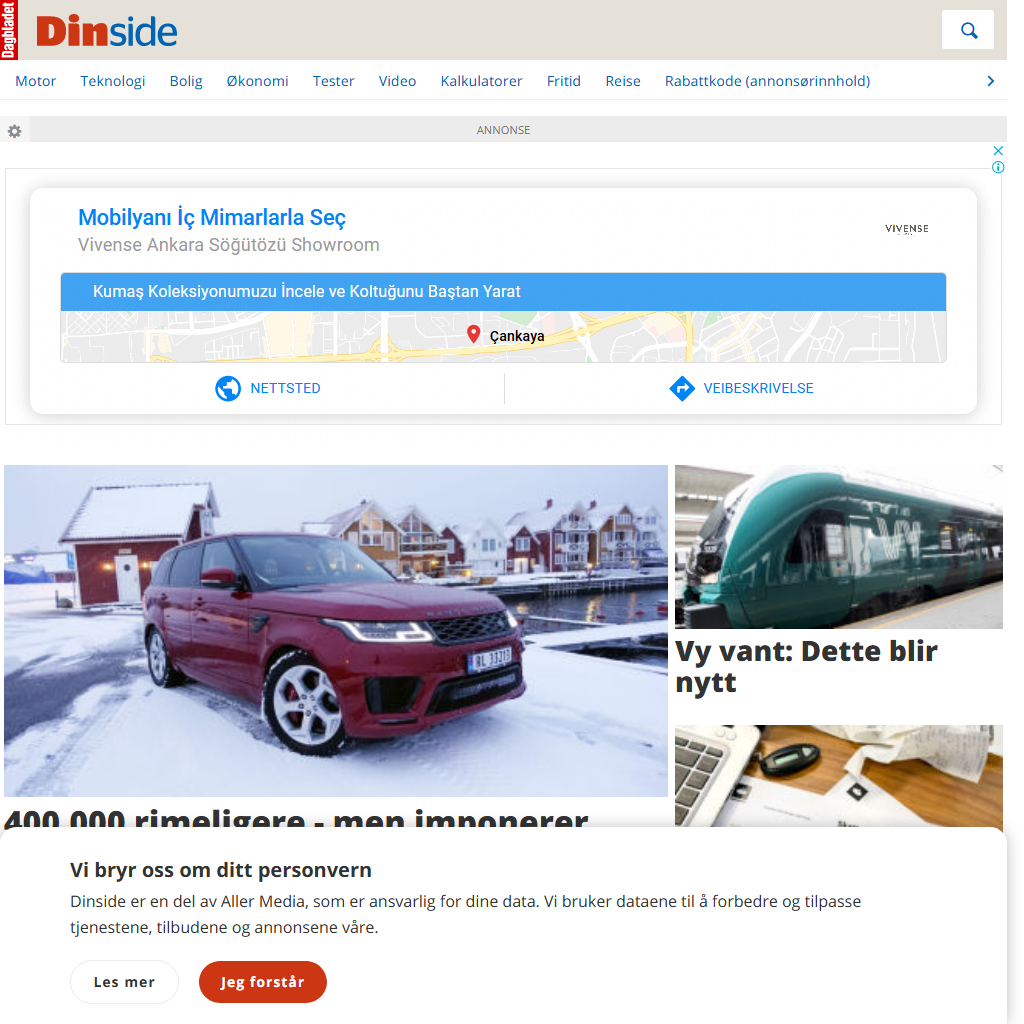 Dagbladet
Dinside
Motor Teknologi Bolig Økonomi Tester Video Kalkulatorer Fritid Reise Rabattkode (annonsørinnhold)
ANNONSE
Mobilyanı İç Mimarlarla Seç
Vivense Ankara Söğütözü Showroom
VIVENSE
Kumaş Koleksiyonumuzu İncele ve Koltuğunu Baştan Yarat
Çankaya
NETTSTED
VEIBESKRIVELSE
RANGE ROVER
VY
Vy vant: Dette blir
nytt
400 000 rimeligere - men imponerer
Vi bryr oss om ditt personvern
Dinside er en del av Aller Media, som er ansvarlig for dine data. Vi bruker dataene til å forbedre og tilpasse
tjenestene, tilbudene og annonsene våre.
Les mer
Jeg forstår